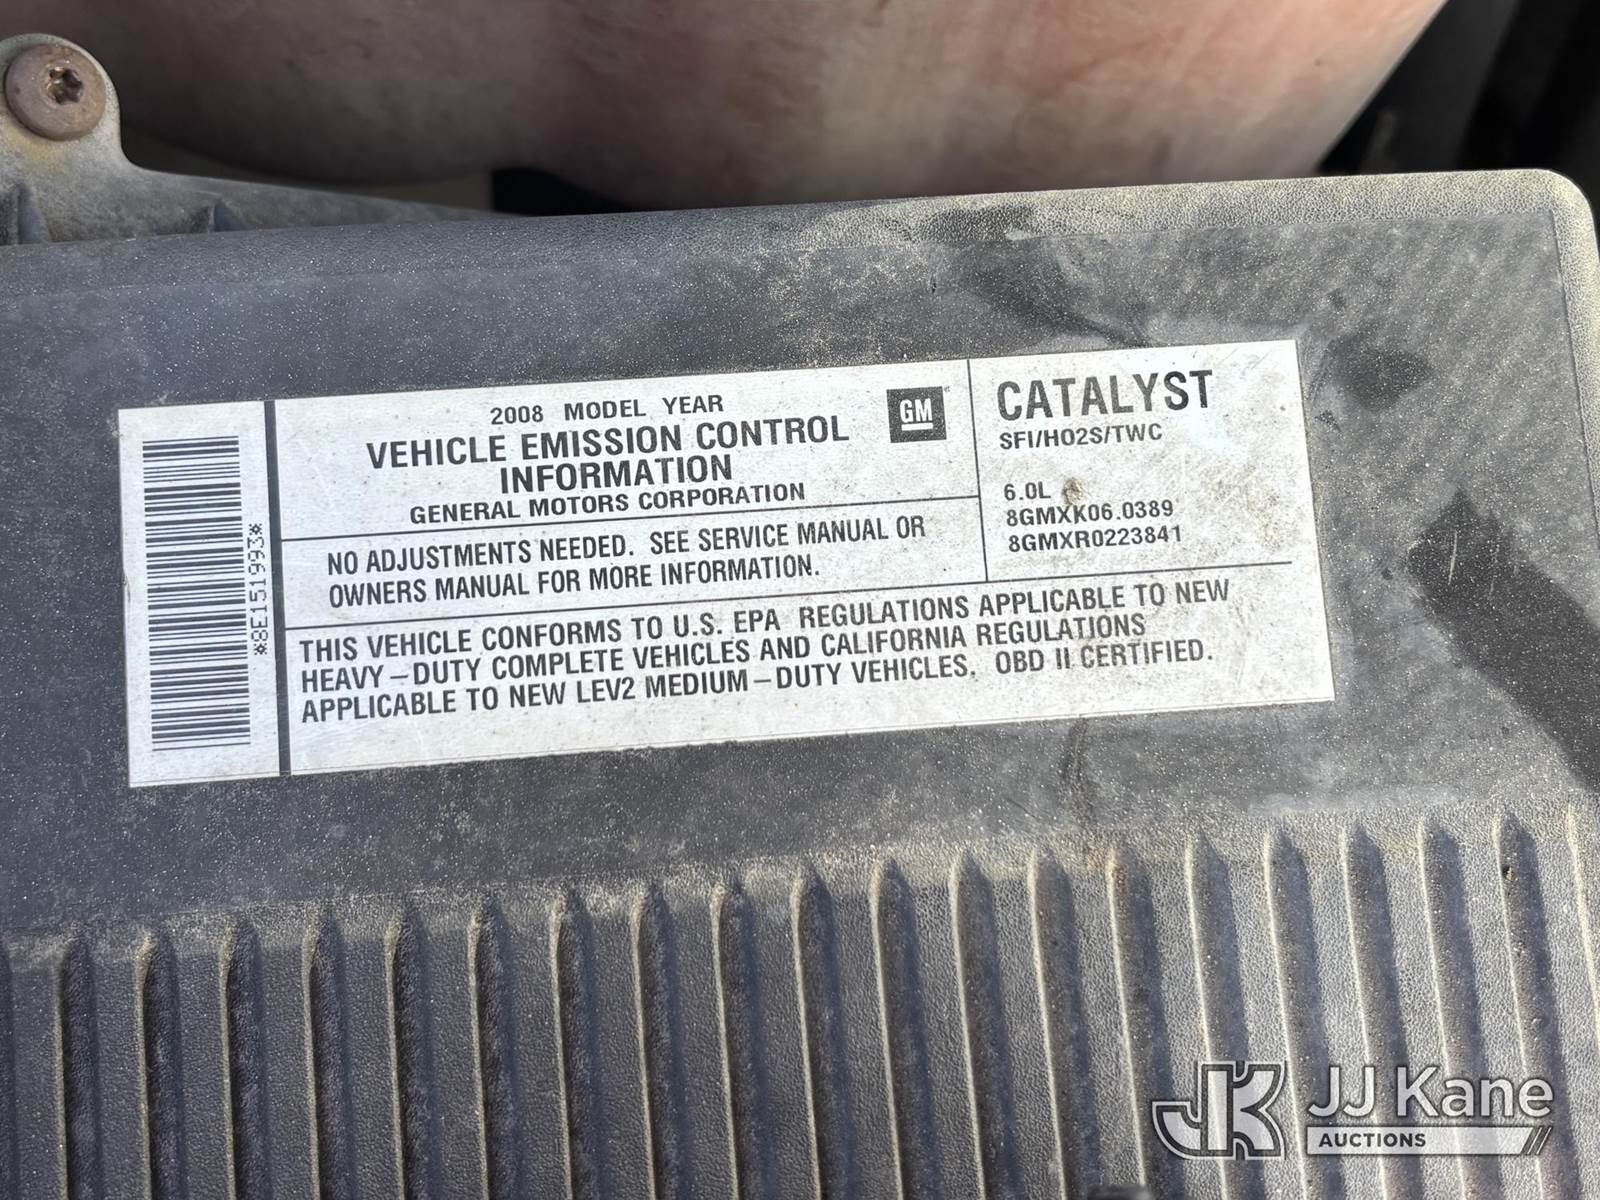 2008 MODEL YEAR
VEHICLE EMISSION CONTROL
INFORMATION
GENERAL MOTORS CORPORATION
GM
NO ADJUSTMENTS NEEDED. SEE SERVICE MANUAL OR
OWNERS MANUAL FOR MORE INFORMATION.
CATALYST
SFI/HO2S/TWC
6.0L
8GMXK06.0389
8GMXR0223841
THIS VEHICLE CONFORMS TO U.S. EPA REGULATIONS APPLICABLE TO NEW
HEAVY-DUTY COMPLETE VEHICLES AND CALIFORNIA REGULATIONS
APPLICABLE TO NEW LEV2 MEDIUM-DUTY VEHICLES. OBD II CERTIFIED.
*8E151993*
JK JJ Kane
AUCTIONS